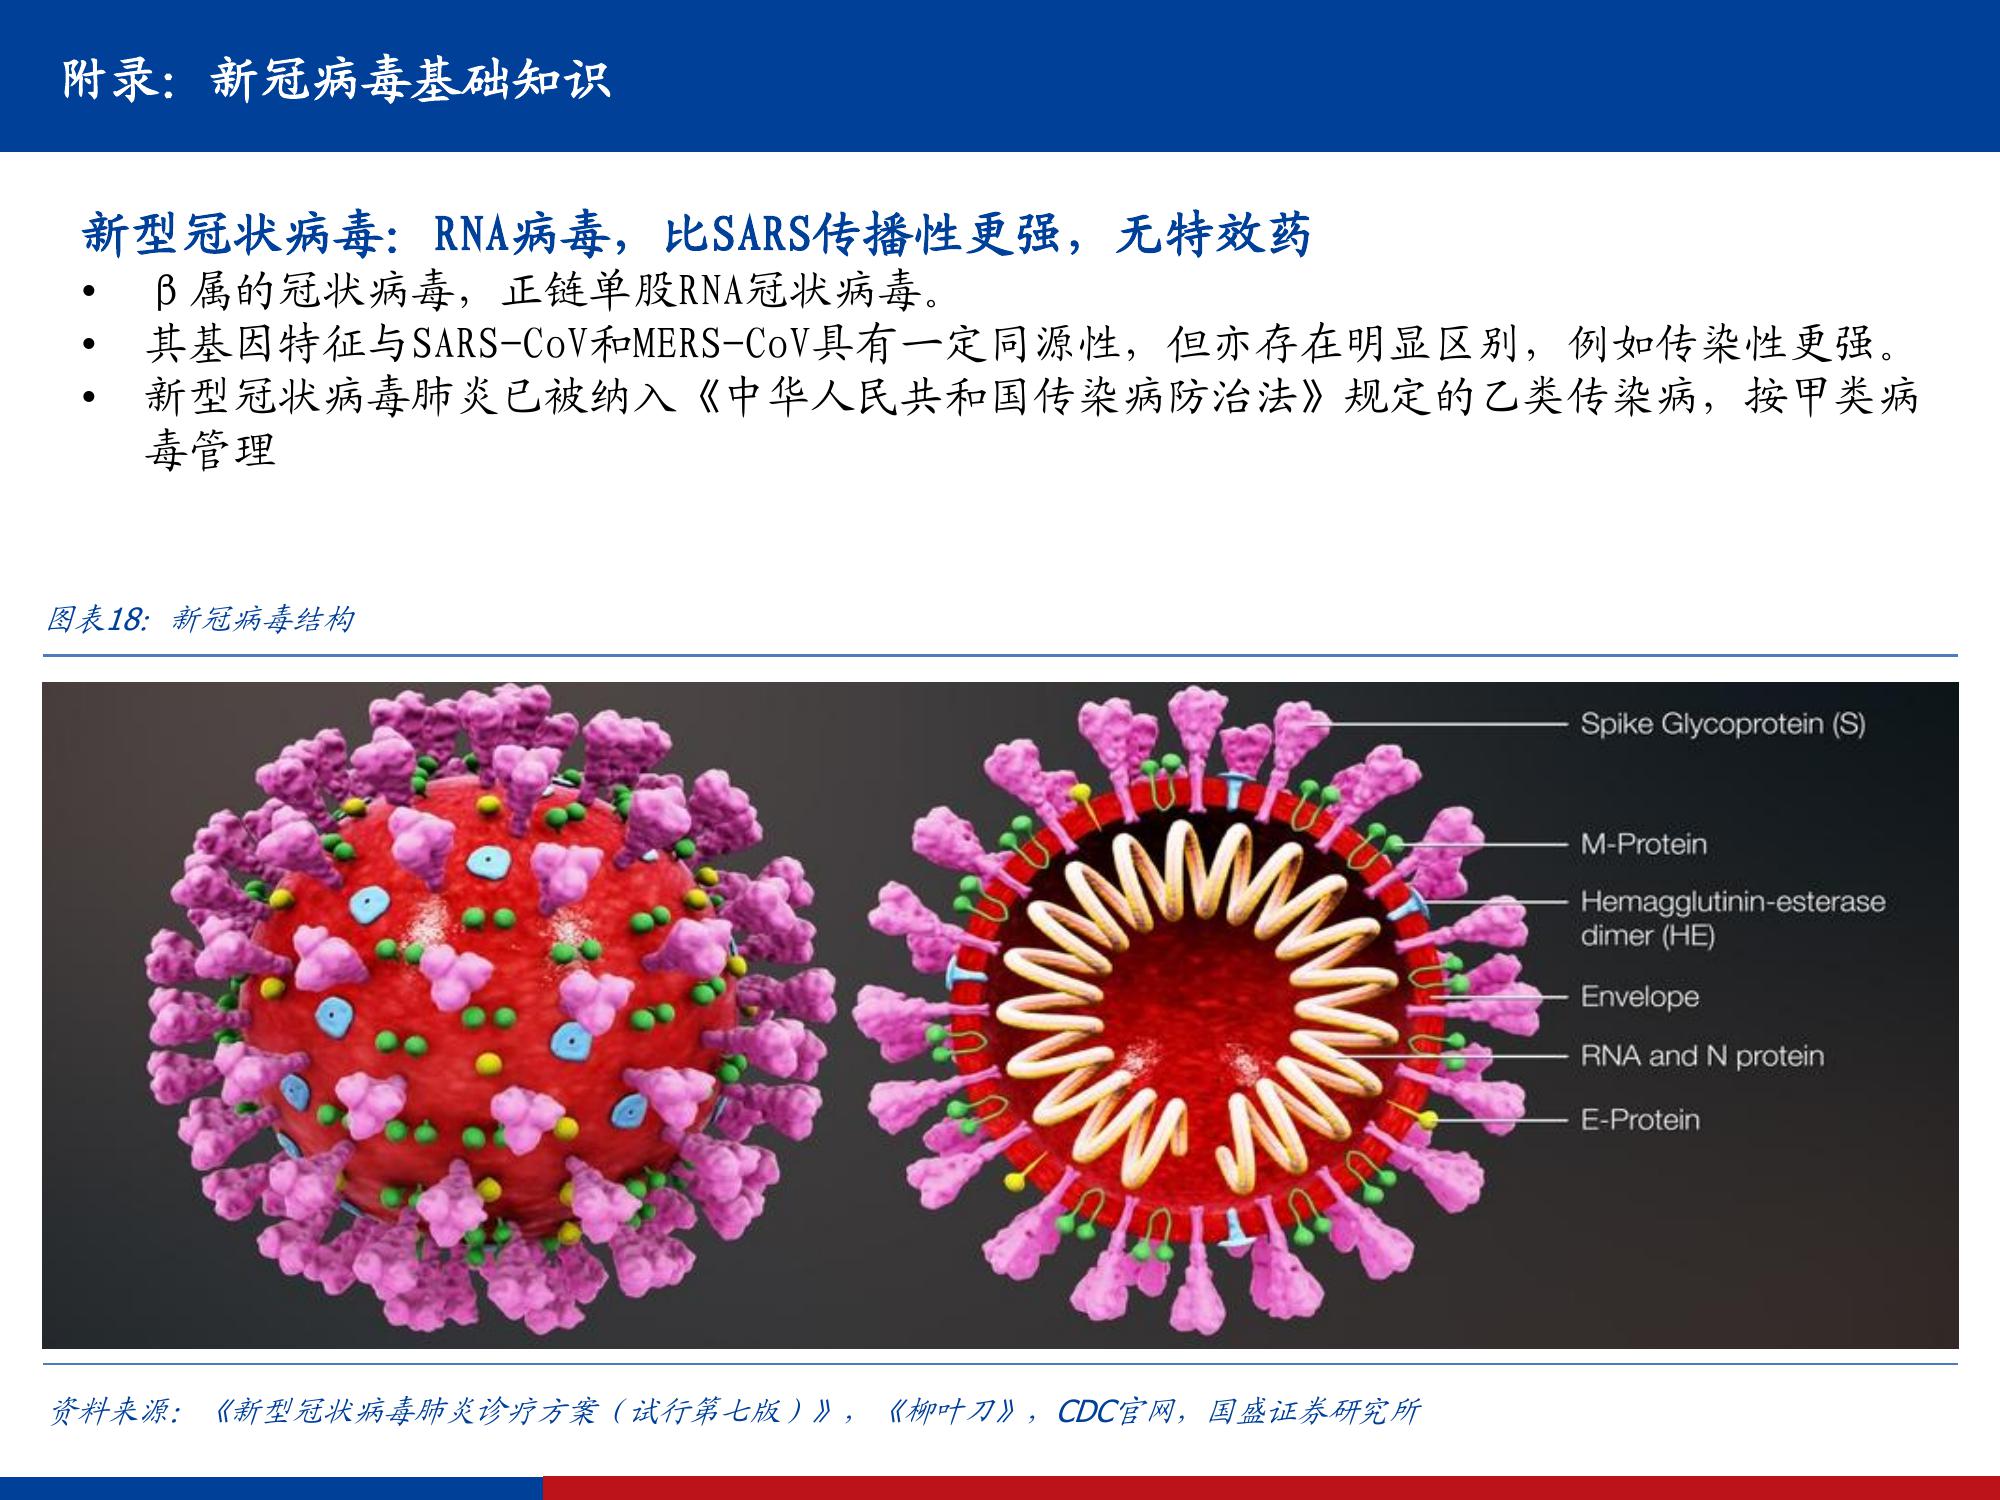 附录：新冠病毒基础知识
新型冠状病毒：RNA病毒，比SARS传播性更强，无特效药
• β属的冠状病毒，正链单股RNA冠状病毒。
• 其基因特征与SARS-CoV和MERS-CoV具有一定同源性，但亦存在明显区别，例如传染性更强。
• 新型冠状病毒肺炎已被纳入《中华人民共和国传染病防治法》规定的乙类传染病，按甲类病
毒管理
图表18：新冠病毒结构
Spike Glycoprotein (S)
M-Protein
Hemagglutinin-esterase
dimer (HE)
Envelope
RNA and N protein
E-Protein
资料来源：《新型冠状病毒肺炎诊疗方案（试行第七版）》，《柳叶刀》，CDC官网，国盛证券研究所